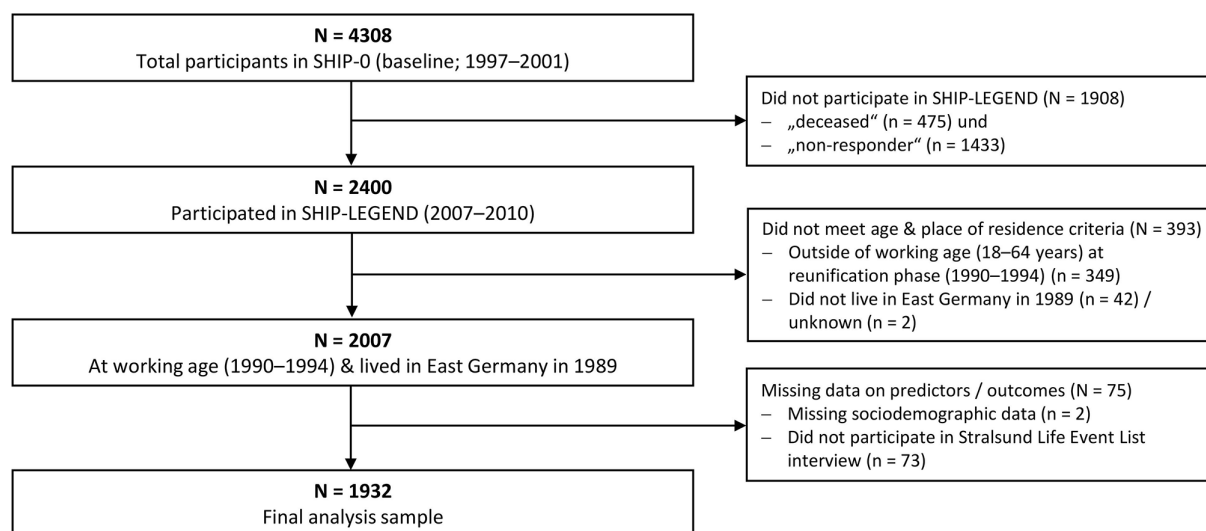 N = 4308
Total participants in SHIP-0 (baseline; 1997–2001)
Did not participate in SHIP-LEGEND (N = 1908)
– „deceased“ (n = 475) und
– „non-responder“ (n = 1433)
N = 2400
Participated in SHIP-LEGEND (2007–2010)
Did not meet age & place of residence criteria (N = 393)
– Outside of working age (18–64 years) at
reunification phase (1990–1994) (n = 349)
– Did not live in East Germany in 1989 (n = 42) /
unknown (n = 2)
N = 2007
At working age (1990–1994) & lived in East Germany in 1989
Missing data on predictors / outcomes (N = 75)
– Missing sociodemographic data (n = 2)
– Did not participate in Stralsund Life Event List
interview (n = 73)
N = 1932
Final analysis sample